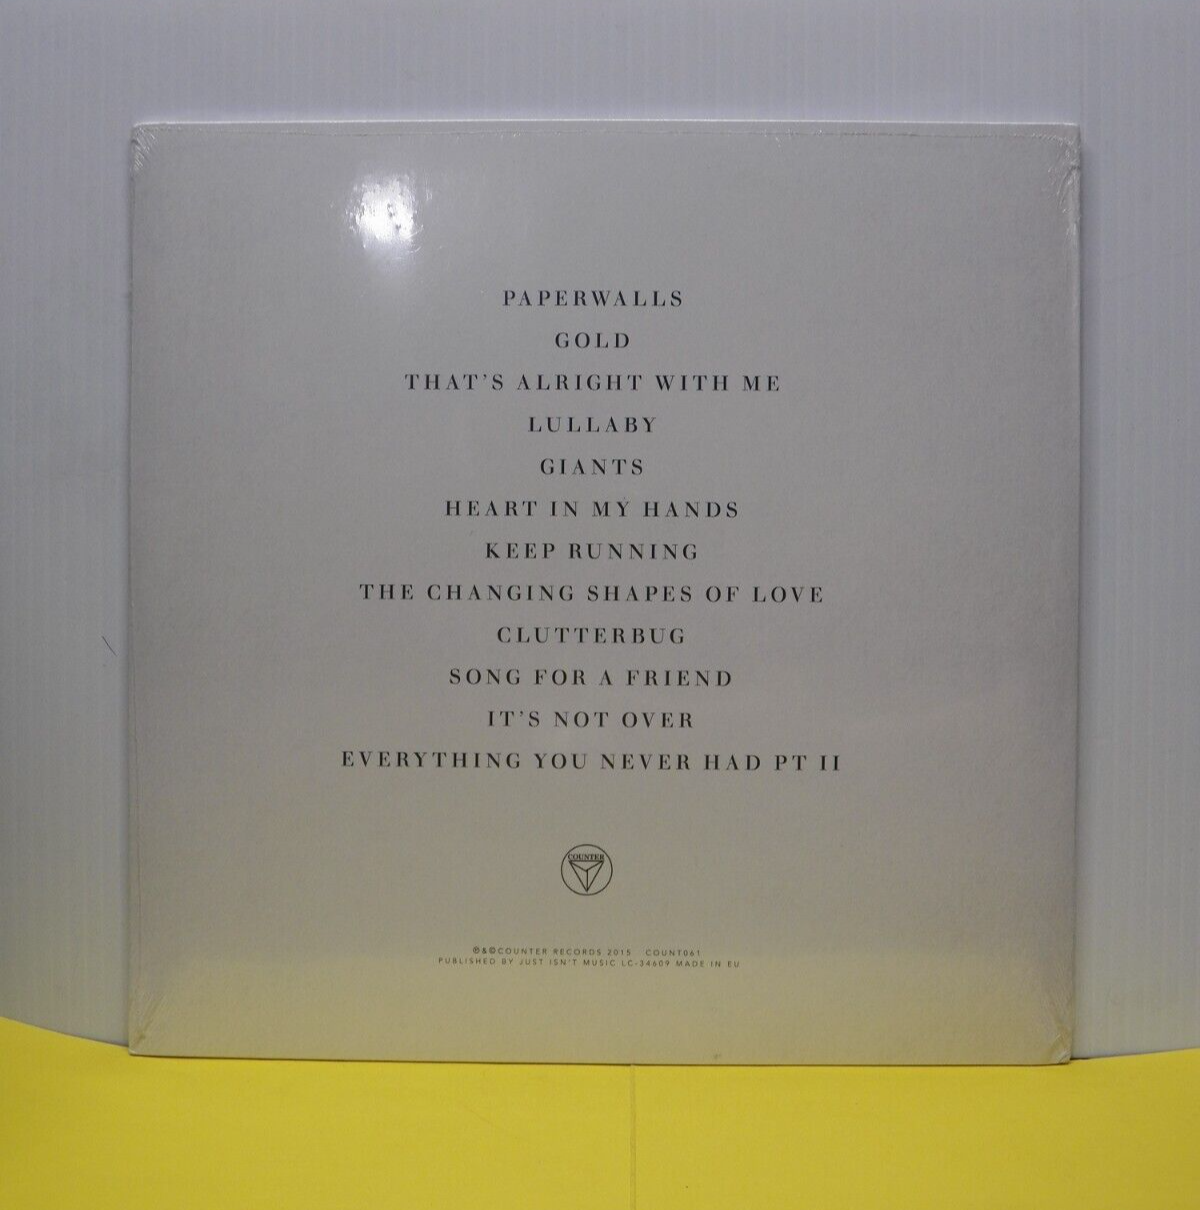 PAPERWALLS
GOLD
THAT'S ALRIGHT WITH ME
LULLABY
GIANTS
HEART IN MY HANDS
KEEP RUNNING
THE CHANGING SHAPES OF LOVE
CLUTTERBUG
SONG FOR A FRIEND
IT'S NOT OVER
EVERYTHING YOU NEVER HAD PT II
COUNTER
℗&©COUNTER RECORDS 2015 COUNT061
PUBLISHED BY JUST ISN'T MUSIC LC-34609 MADE IN EU